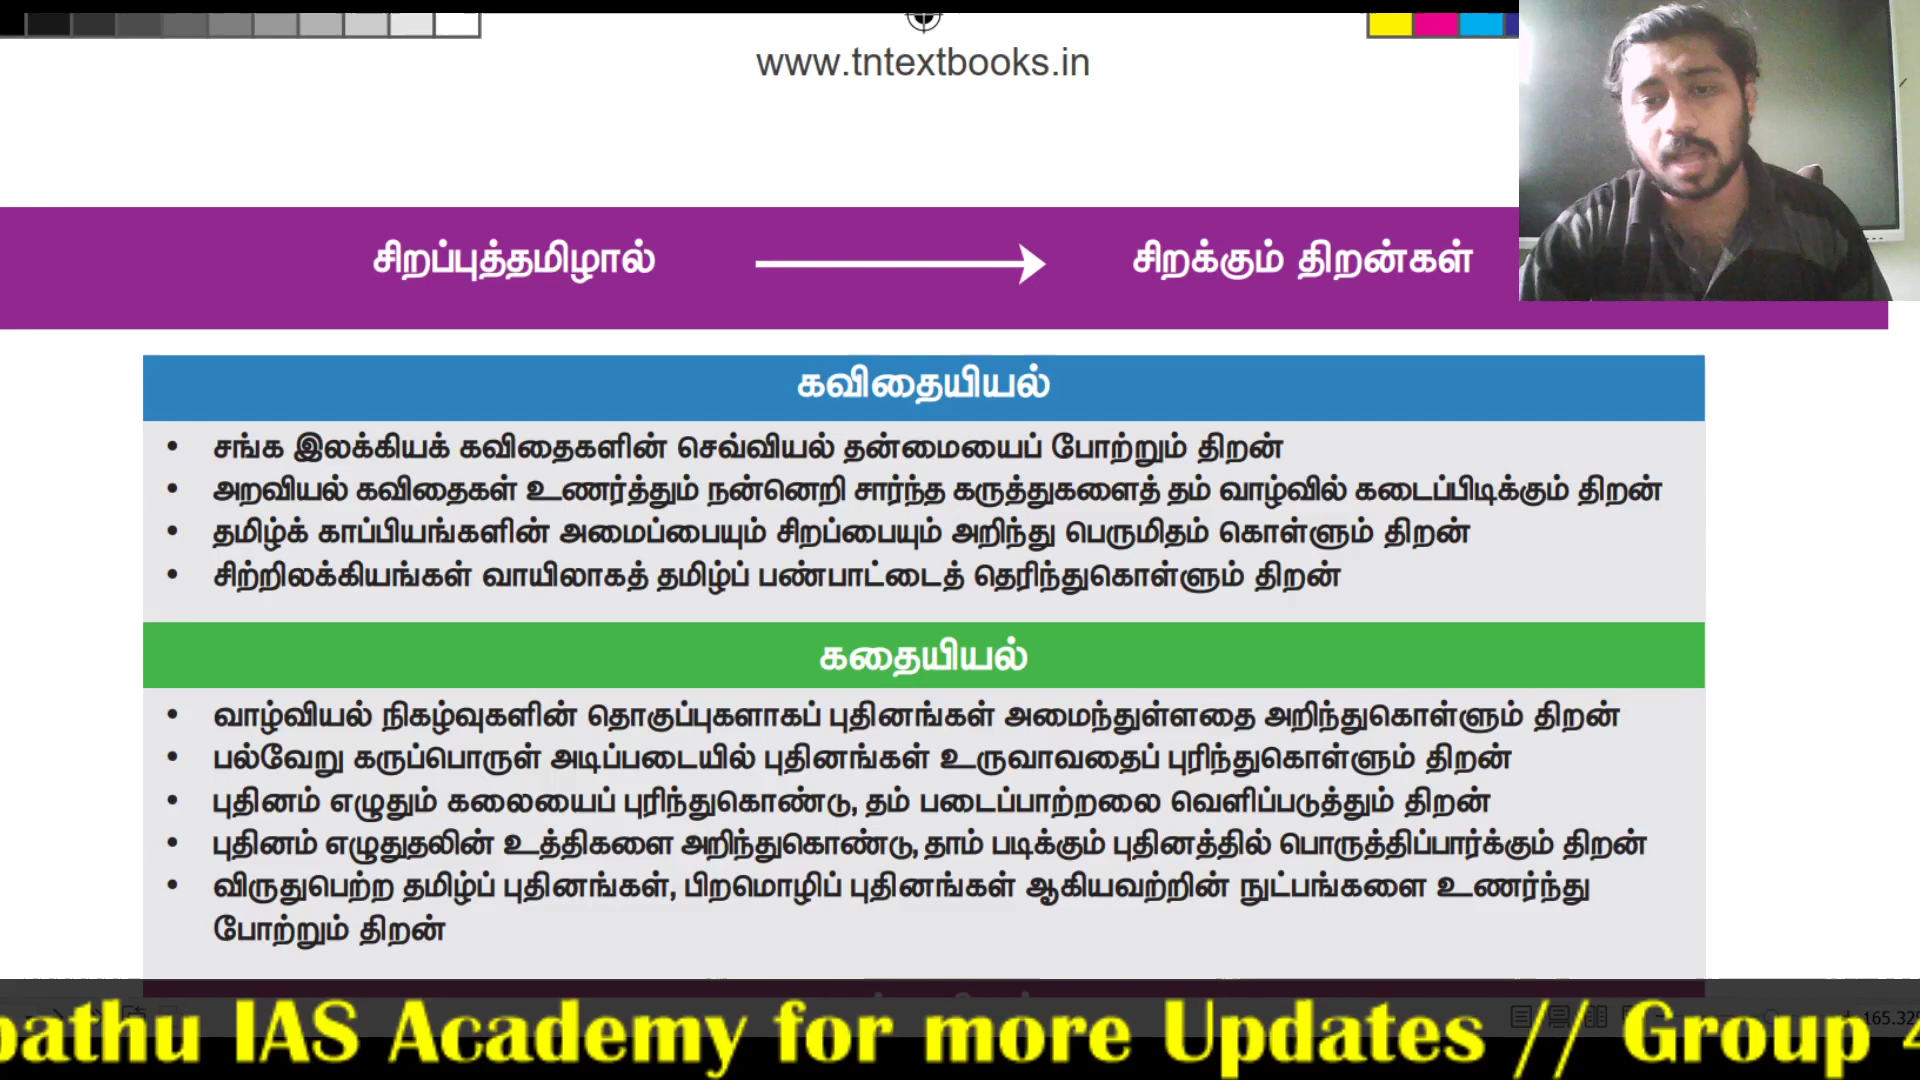 www.tntextbooks.in
சிறப்புத்தமிழால் சிறக்கும் திறன்கள்
கவிதையியல்
• சங்க இலக்கியக் கவிதைகளின் செவ்வியல் தன்மையைப் போற்றும் திறன்
• அறவியல் கவிதைகள் உணர்த்தும் நன்னெறி சார்ந்த கருத்துகளைத் தம் வாழ்வில் கடைப்பிடிக்கும் திறன்
• தமிழ்க் காப்பியங்களின் அமைப்பையும் சிறப்பையும் அறிந்து பெருமிதம் கொள்ளும் திறன்
• சிற்றிலக்கியங்கள் வாயிலாகத் தமிழ்ப் பண்பாட்டைத் தெரிந்துகொள்ளும் திறன்
கதையியல்
• வாழ்வியல் நிகழ்வுகளின் தொகுப்புகளாகப் புதினங்கள் அமைந்துள்ளதை அறிந்துகொள்ளும் திறன்
• பல்வேறு கருப்பொருள் அடிப்படையில் புதினங்கள் உருவாவதைப் புரிந்துகொள்ளும் திறன்
• புதினம் எழுதும் கலையைப் புரிந்துகொண்டு, தம் படைப்பாற்றலை வெளிப்படுத்தும் திறன்
• புதினம் எழுதுதலின் உத்திகளை அறிந்துகொண்டு, தாம் படிக்கும் புதினத்தில் பொருத்திப்பார்க்கும் திறன்
• விருதுபெற்ற தமிழ்ப் புதினங்கள், பிறமொழிப் புதினங்கள் ஆகியவற்றின் நுட்பங்களை உணர்ந்து
போற்றும் திறன்
pathu IAS Academy for more Updates // Group 4